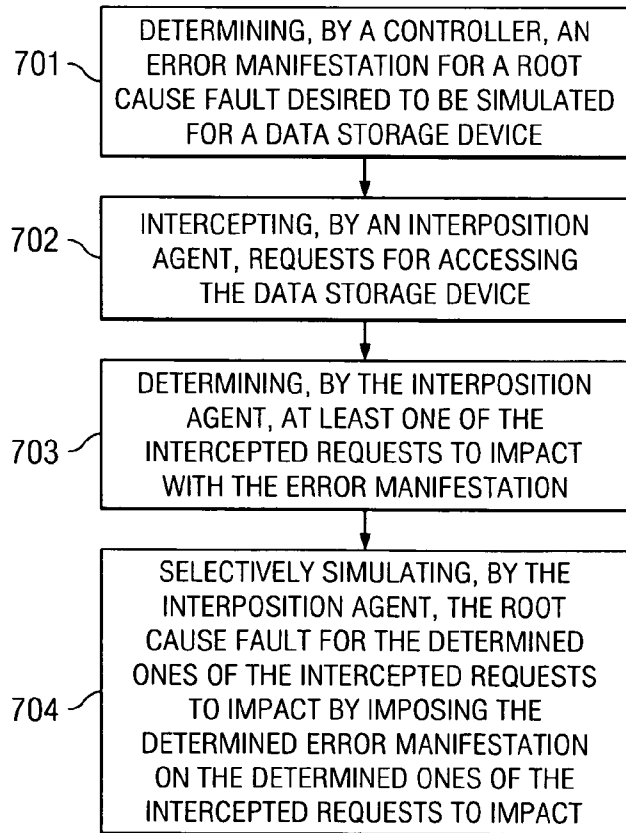 701
DETERMINING, BY A CONTROLLER, AN
ERROR MANIFESTATION FOR A ROOT
CAUSE FAULT DESIRED TO BE SIMULATED
FOR A DATA STORAGE DEVICE
702
INTERCEPTING, BY AN INTERPOSITION
AGENT, REQUESTS FOR ACCESSING
THE DATA STORAGE DEVICE
703
DETERMINING, BY THE INTERPOSITION
AGENT, AT LEAST ONE OF THE
INTERCEPTED REQUESTS TO IMPACT
WITH THE ERROR MANIFESTATION
704
SELECTIVELY SIMULATING, BY THE
INTERPOSITION AGENT, THE ROOT
CAUSE FAULT FOR THE DETERMINED
ONES OF THE INTERCEPTED REQUESTS
TO IMPACT BY IMPOSING THE
DETERMINED ERROR MANIFESTATION
ON THE DETERMINED ONES OF THE
INTERCEPTED REQUESTS TO IMPACT